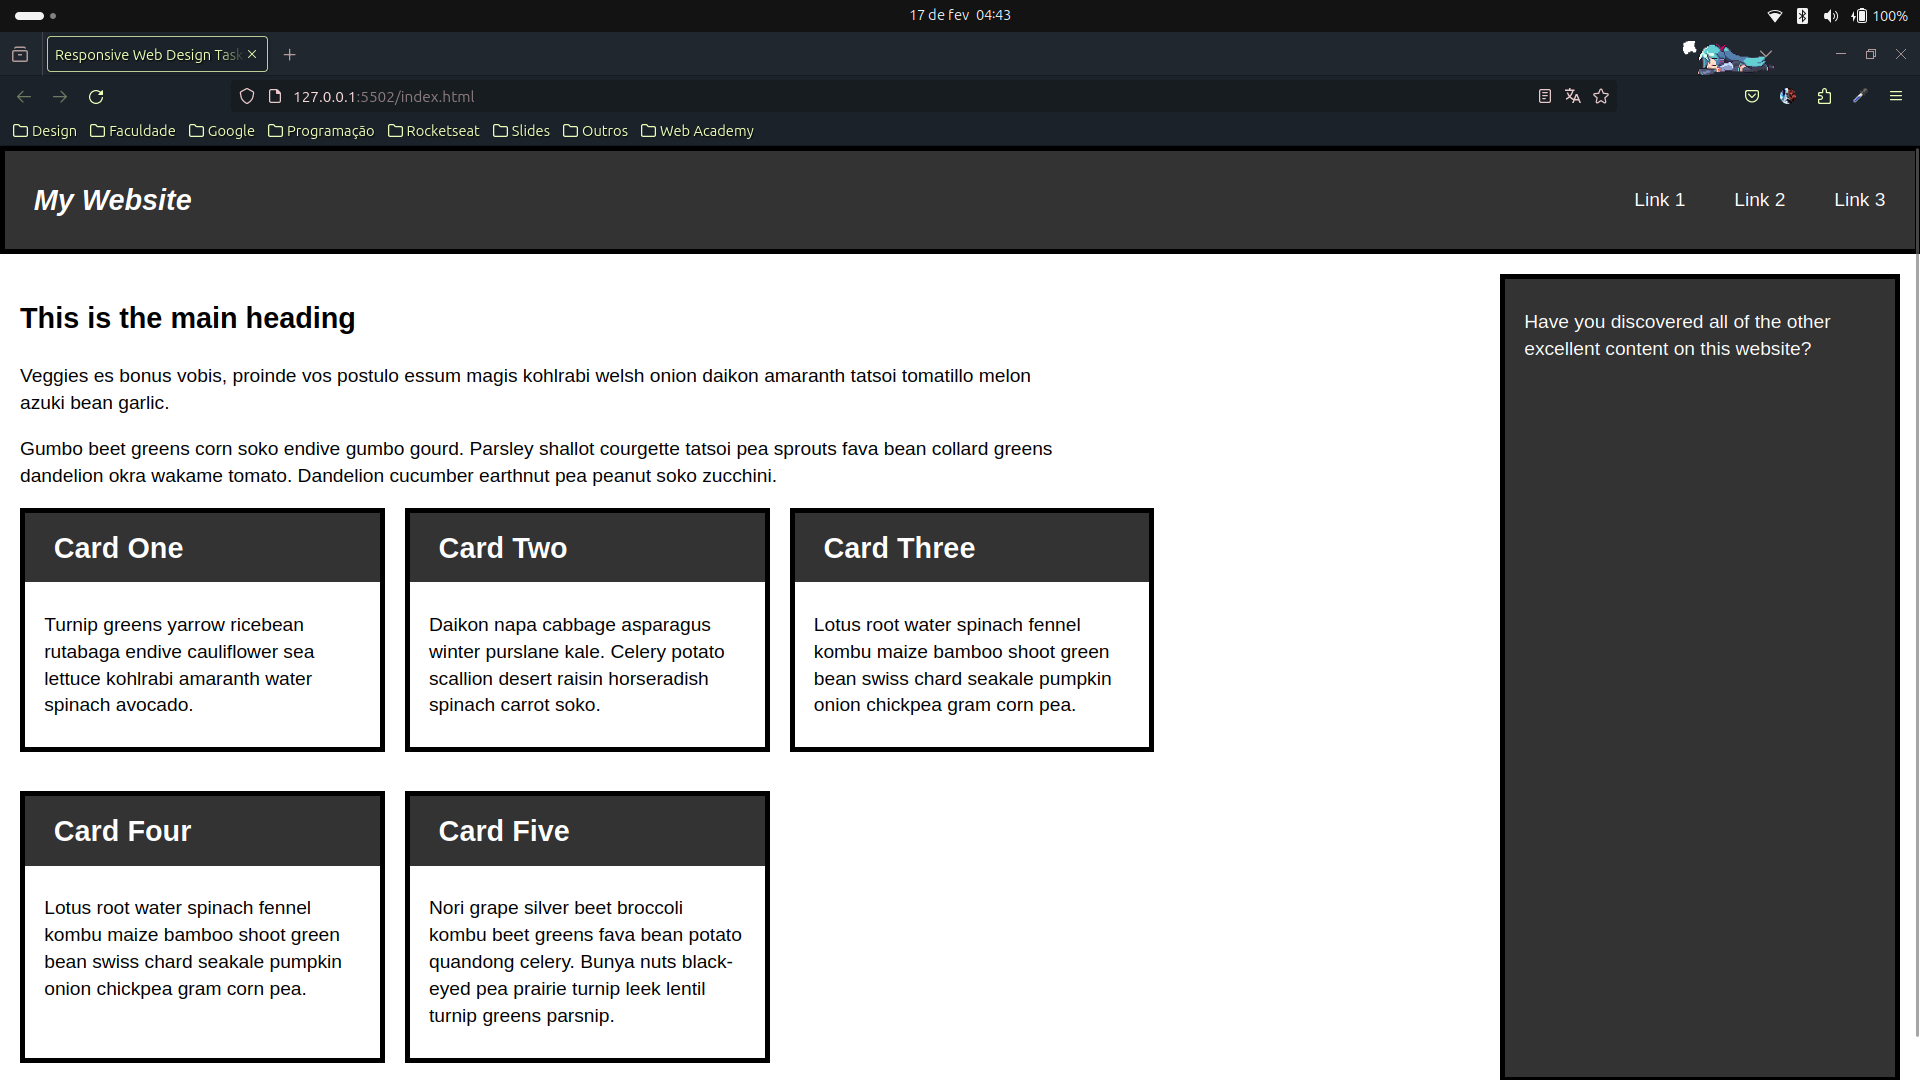 17 de fev 04:43
100%
Responsive Web Design Task
127.0.0.1:5502/index.html
Design Faculdade Google Programação Rocketseat Slides Outros Web Academy
My Website
Link 1 Link 2 Link 3
This is the main heading
Veggies es bonus vobis, proinde vos postulo essum magis kohlrabi welsh onion daikon amaranth tatsoi tomatillo melon
azuki bean garlic.
Gumbo beet greens corn soko endive gumbo gourd. Parsley shallot courgette tatsoi pea sprouts fava bean collard greens
dandelion okra wakame tomato. Dandelion cucumber earthnut pea peanut soko zucchini.
Card One
Turnip greens yarrow ricebean
rutabaga endive cauliflower sea
lettuce kohlrabi amaranth water
spinach avocado.
Card Two
Daikon napa cabbage asparagus
winter purslane kale. Celery potato
scallion desert raisin horseradish
spinach carrot soko.
Card Three
Lotus root water spinach fennel
kombu maize bamboo shoot green
bean swiss chard seakale pumpkin
onion chickpea gram corn pea.
Card Four
Lotus root water spinach fennel
kombu maize bamboo shoot green
bean swiss chard seakale pumpkin
onion chickpea gram corn pea.
Card Five
Nori grape silver beet broccoli
kombu beet greens fava bean potato
quandong celery. Bunya nuts black-
eyed pea prairie turnip leek lentil
turnip greens parsnip.
Have you discovered all of the other
excellent content on this website?